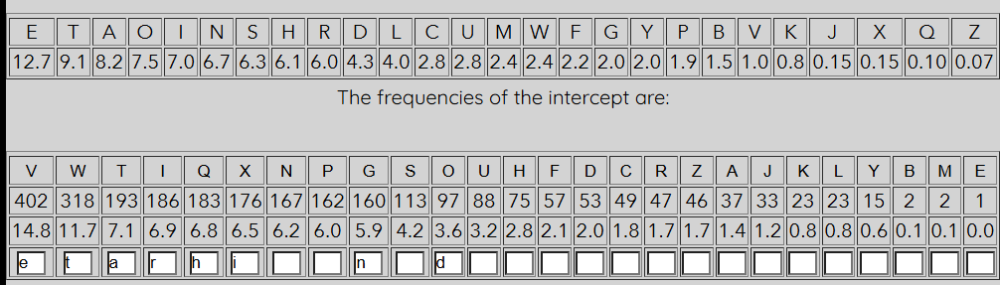 E T A O I N S H R D L C U M W F G Y P B V K J X Q Z
12.7 9.1 8.2 7.5 7.0 6.7 6.3 6.1 6.0 4.3 4.0 2.8 2.8 2.4 2.4 2.2 2.0 2.0 1.9 1.5 1.0 0.8 0.15 0.15 0.10 0.07
The frequencies of the intercept are:
V W T I Q X N P G S O U H F D C R Z A J K L Y B M E
402 318 193 186 183 176 167 162 160 113 97 88 75 57 53 49 47 46 37 33 23 23 15 2 2 1
14.8 11.7 7.1 6.9 6.8 6.5 6.2 6.0 5.9 4.2 3.6 3.2 2.8 2.1 2.0 1.8 1.7 1.7 1.4 1.2 0.8 0.8 0.6 0.1 0.1 0.0
e t a r h i n d